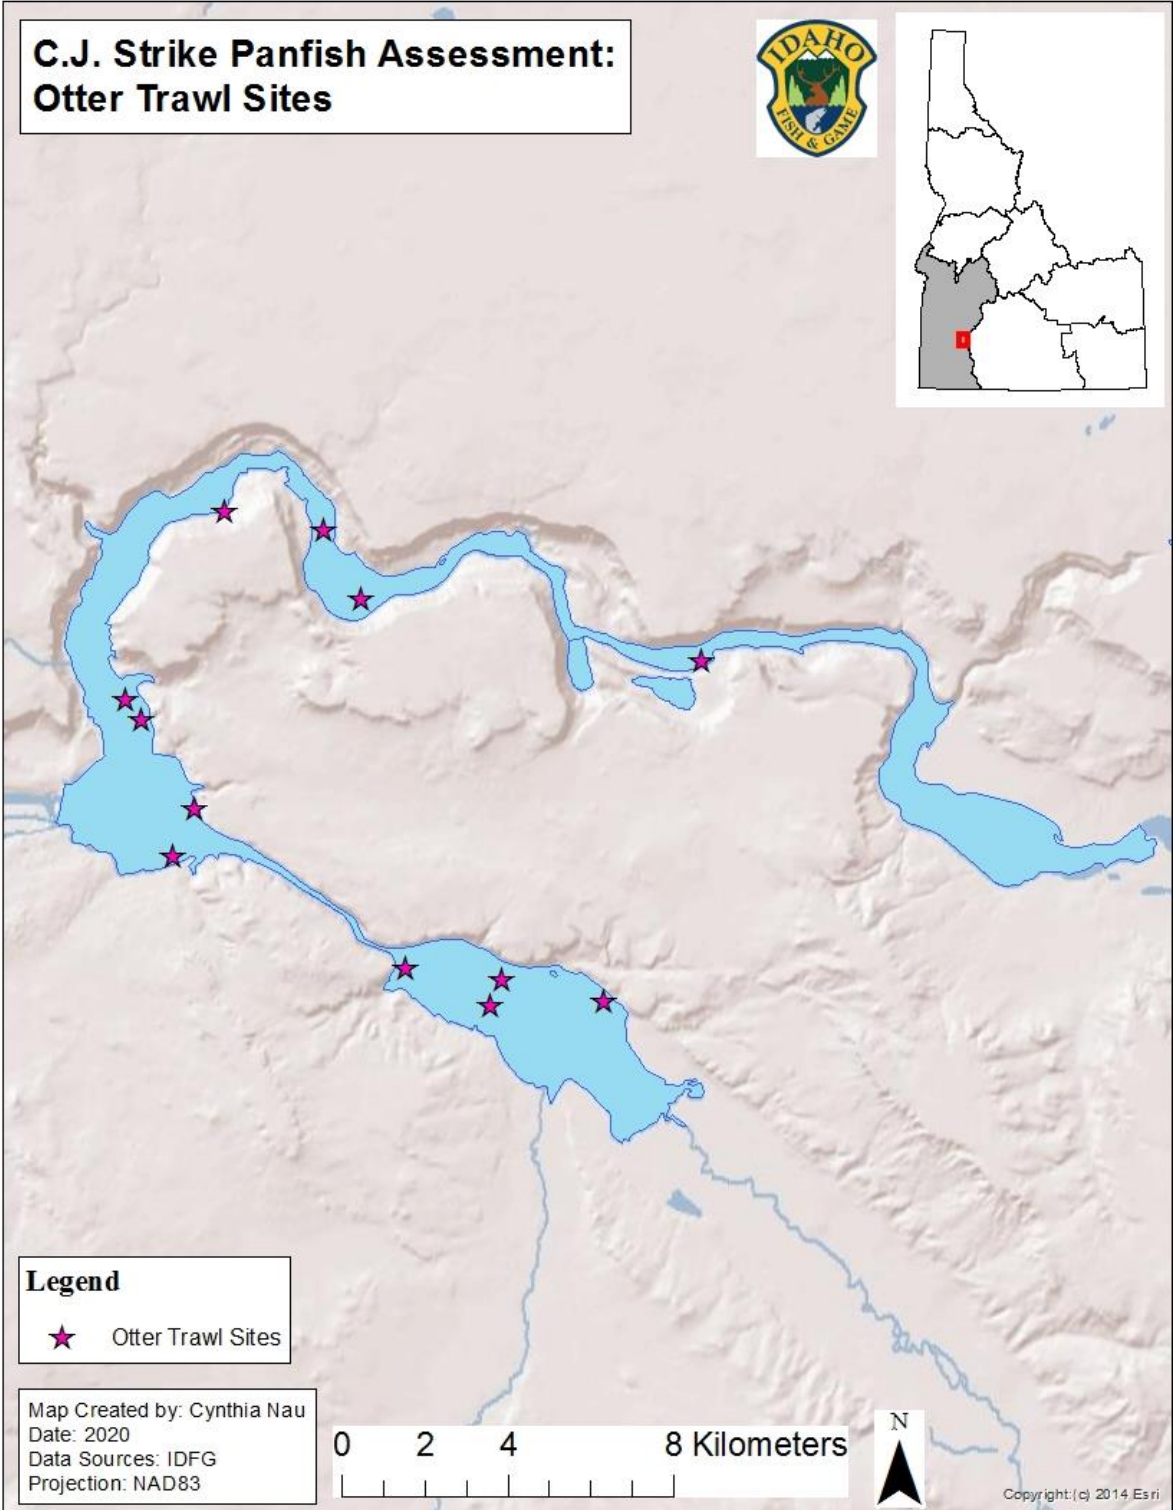 C.J. Strike Panfish Assessment:
Otter Trawl Sites
IDAHO
FISH & GAME
Legend
Otter Trawl Sites
Map Created by: Cynthia Nau
Date: 2020
Data Sources: IDFG
Projection: NAD83
0 2 4 8 Kilometers
N
Copyright:(c) 2014 Esri